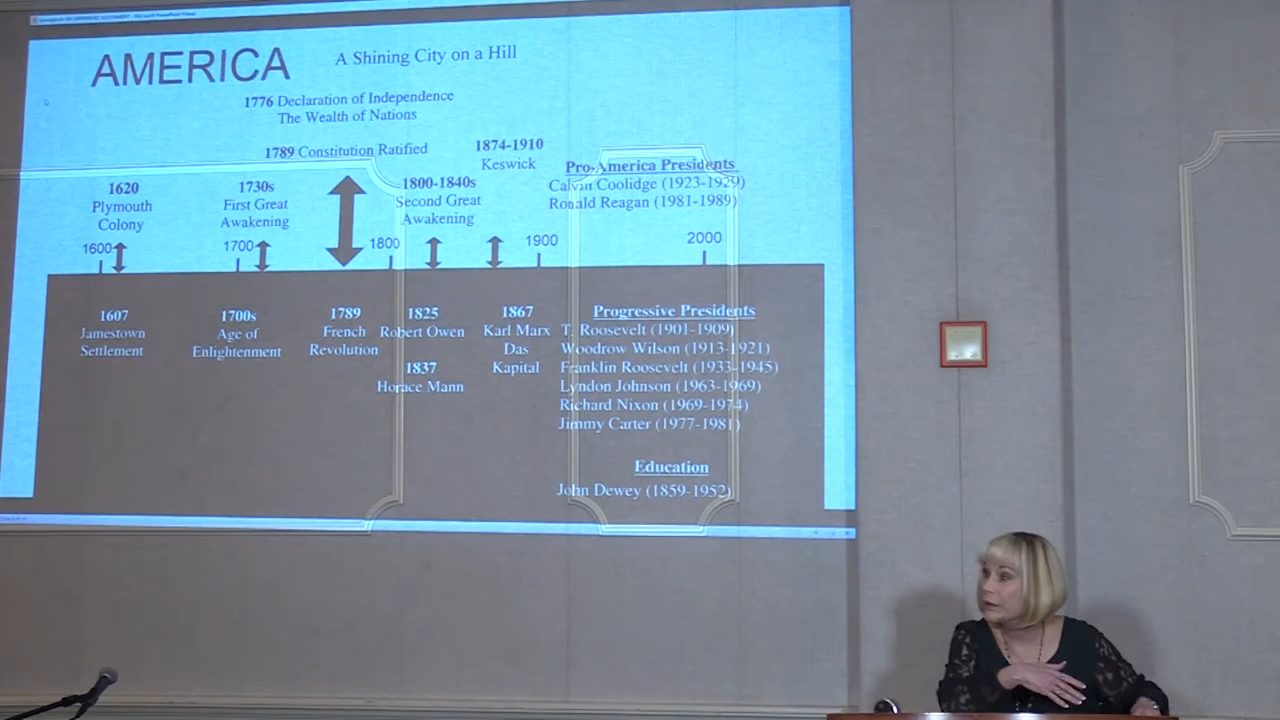 AMERICA
A Shining City on a Hill
1776 Declaration of Independence
The Wealth of Nations
1789 Constitution Ratified
1874-1910
Keswick
Pro-America Presidents
Calvin Coolidge (1923-1929)
Ronald Reagan (1981-1989)
1620
Plymouth
Colony
1730s
First Great
Awakening
1800-1840s
Second Great
Awakening
1600
1700
1800
1900
2000
1607
Jamestown
Settlement
1700s
Age of
Enlightenment
1789
French
Revolution
1825
Robert Owen
1837
Horace Mann
1867
Karl Marx
Das
Kapital
Progressive Presidents
T. Roosevelt (1901-1909)
Woodrow Wilson (1913-1921)
Franklin Roosevelt (1933-1945)
Lyndon Johnson (1963-1969)
Richard Nixon (1969-1974)
Jimmy Carter (1977-1981)
Education
John Dewey (1859-1952)